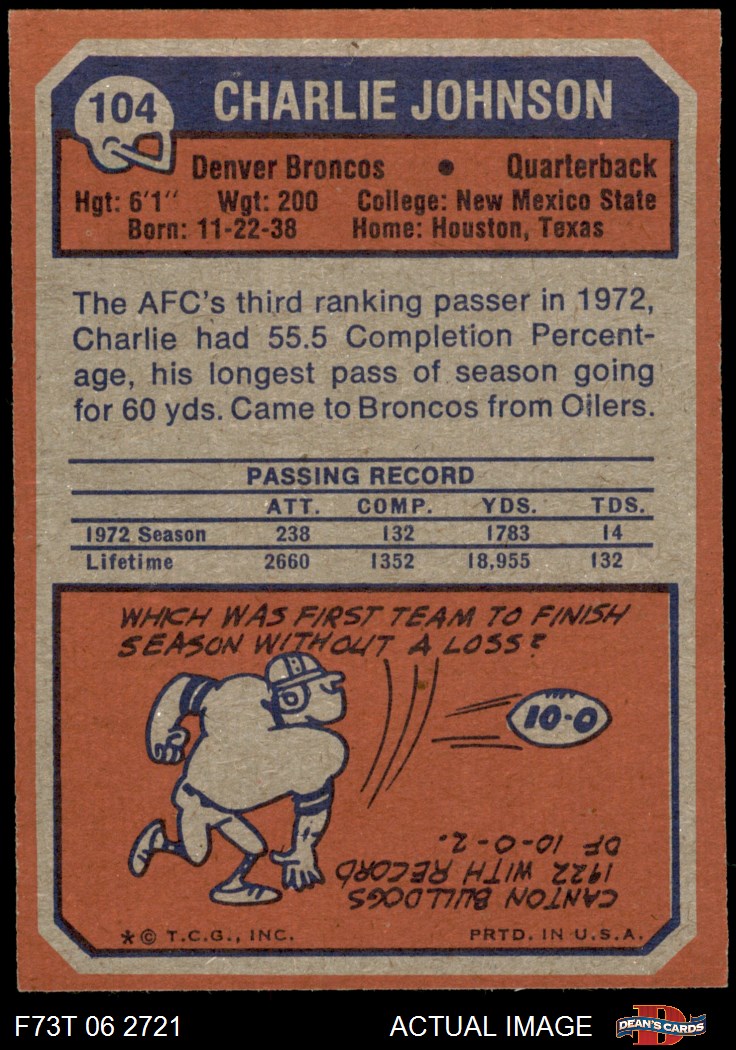 104
CHARLIE JOHNSON
Denver Broncos • Quarterback
Hgt: 6'1" Wgt: 200 College: New Mexico State
Born: 11-22-38 Home: Houston, Texas
The AFC's third ranking passer in 1972,
Charlie had 55.5 Completion Percent-
age, his longest pass of season going
for 60 yds. Came to Broncos from Oilers.
PASSING RECORD
ATT. COMP. YDS. TDS.
1972 Season 238 132 1783 14
Lifetime 2660 1352 18,955 132
WHICH WAS FIRST TEAM TO FINISH
SEASON WITHOUT A LOSS?
10-0
CANTON BULLDOGS
1922 WITH RECORD
OF 10-0-2.
*© T.C.G., INC. PRTD. IN U.S.A.
F73T 06 2721 ACTUAL IMAGE
D
DEAN'S CARDS